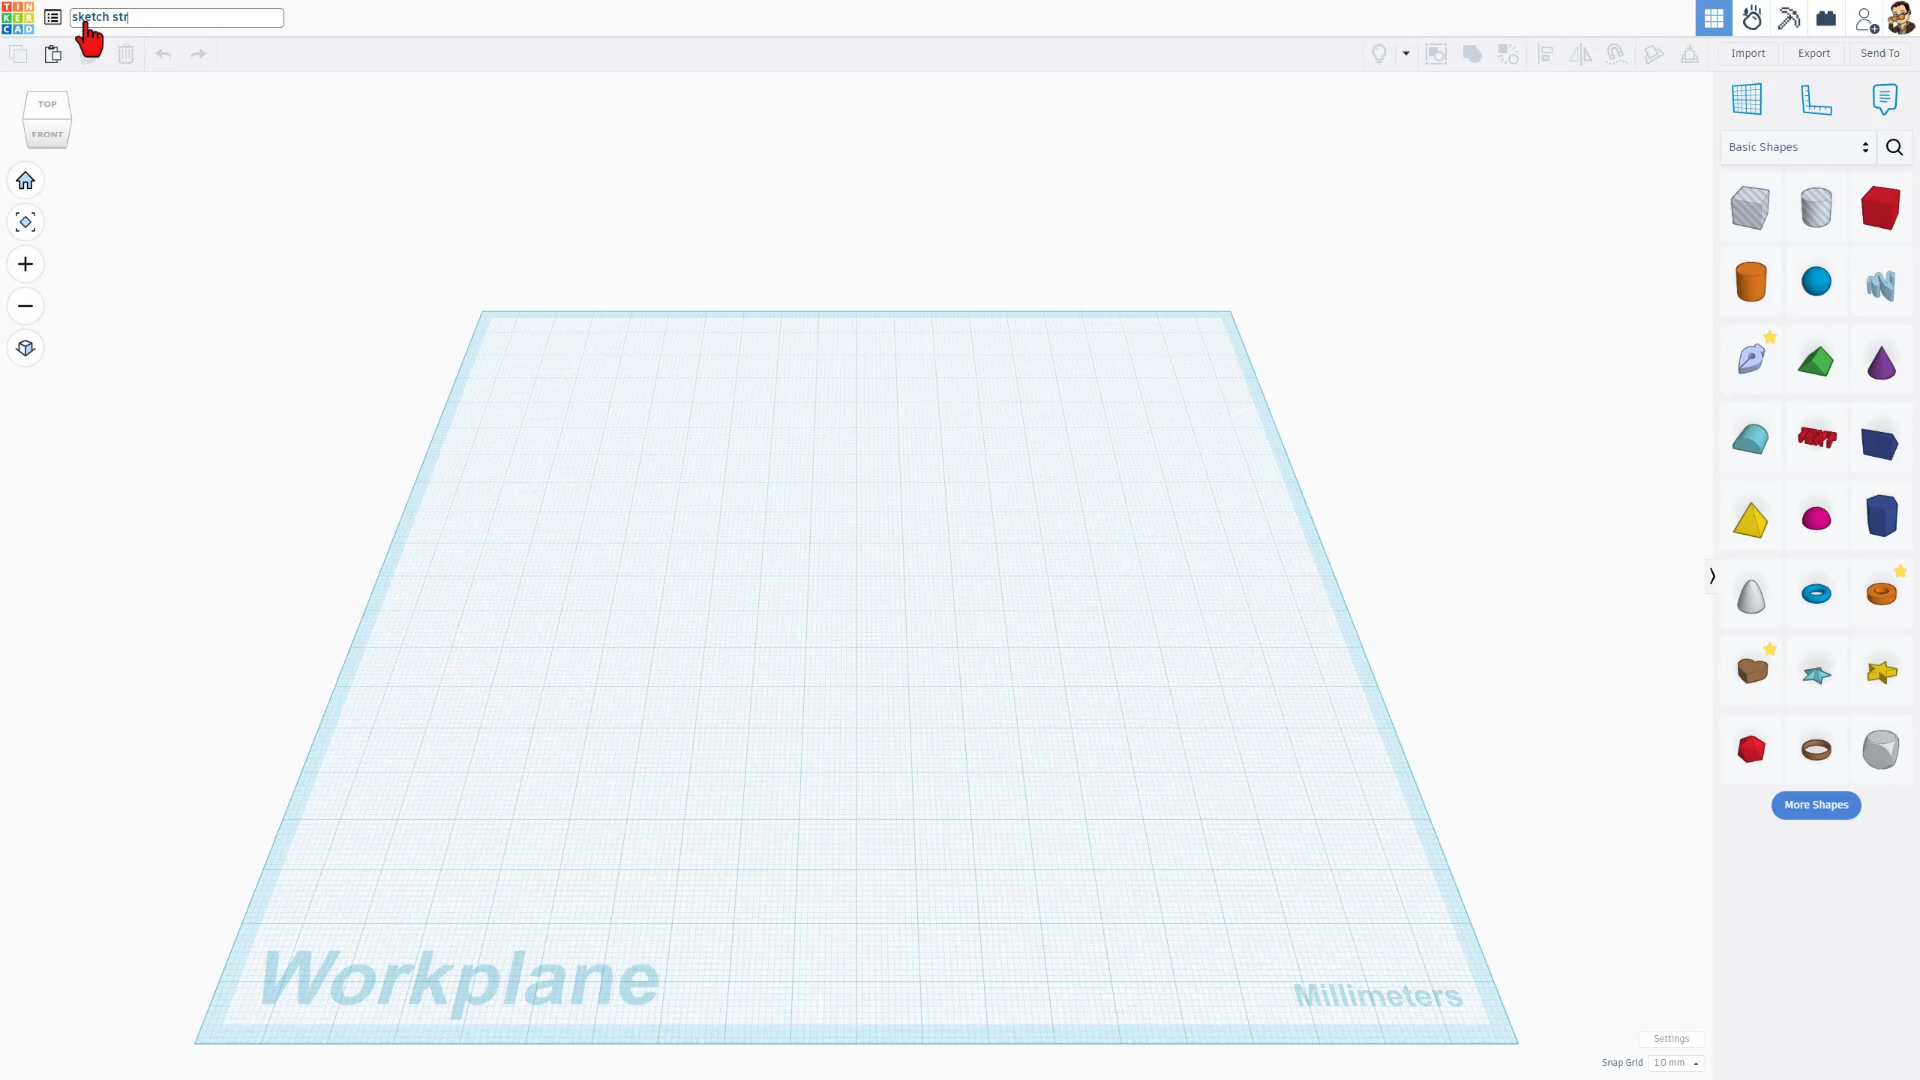 TIN
KER
CAD
sketch str
Import
Export
Send To
TOP
FRONT
Basic Shapes
More Shapes
Workplane
Millimeters
Settings
Snap Grid
1.0 mm